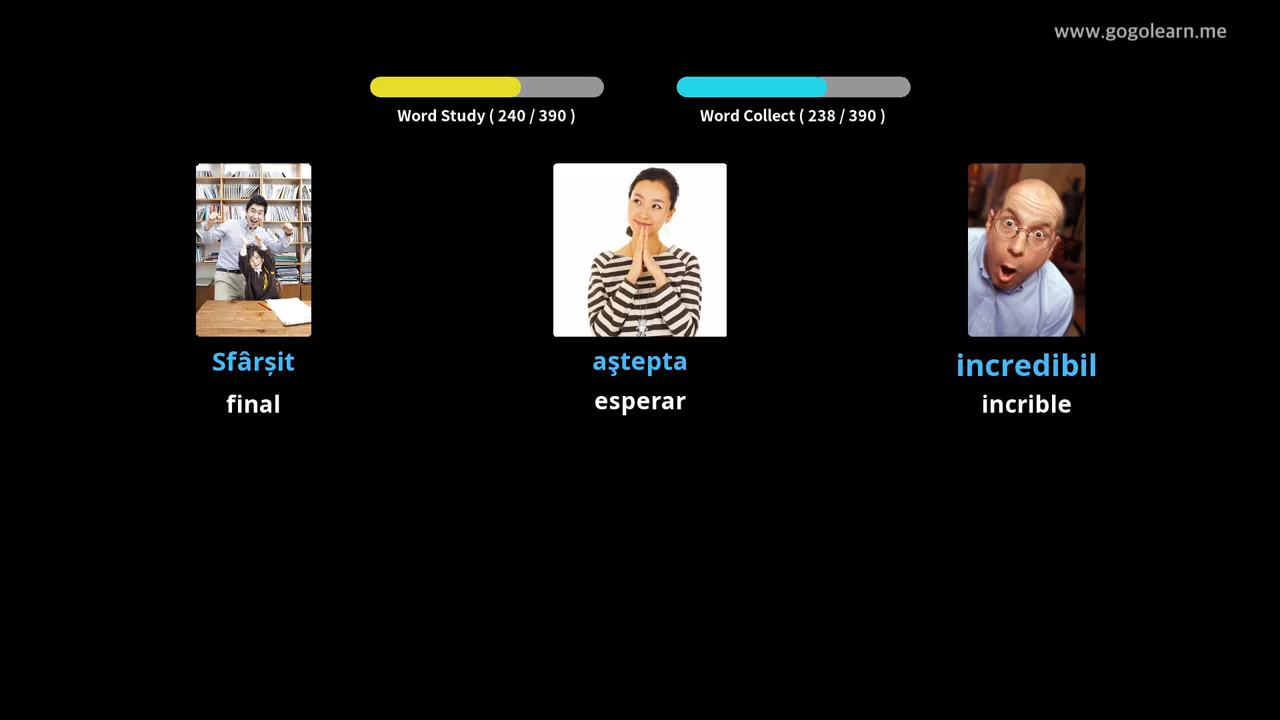 www.gogolearn.me
Word Study ( 240 / 390 )
Word Collect ( 238 / 390 )
Sfârșit
final
aştepta
esperar
incredibil
incrible